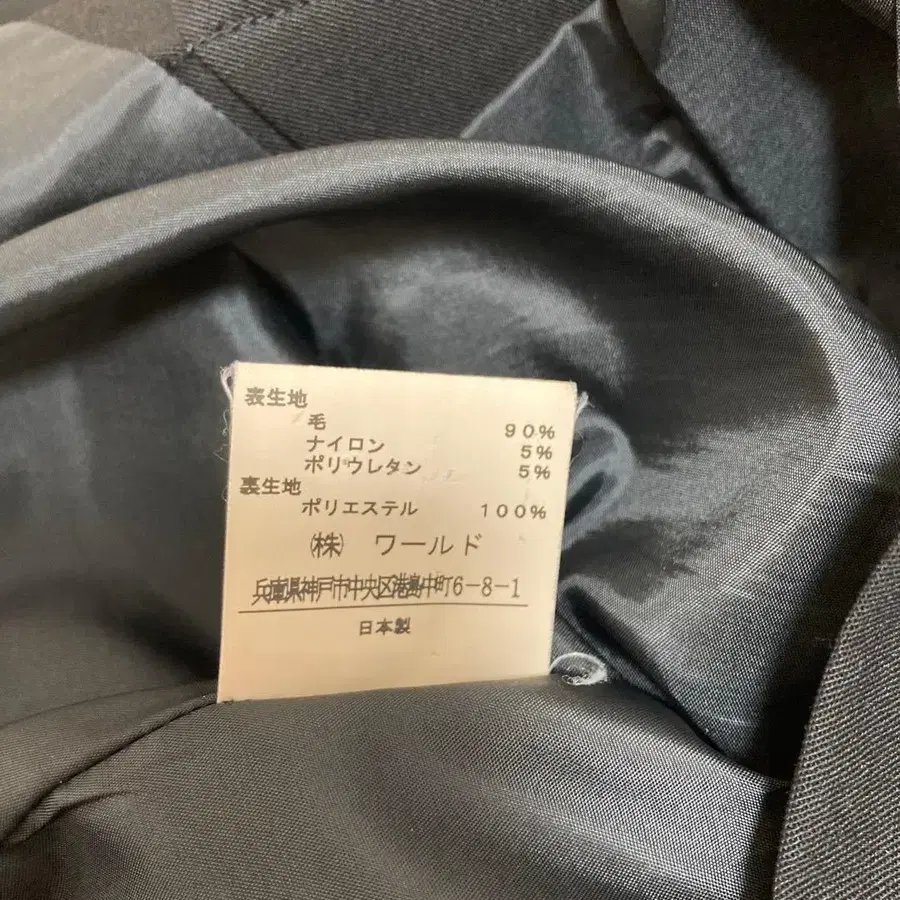 表生地
毛 90%
ナイロン 5%
ポリウレタン 5%
裏生地
ポリエステル 100%
㈱ ワールド
兵庫県神戸市中央区港島中町6-8-1
日本製